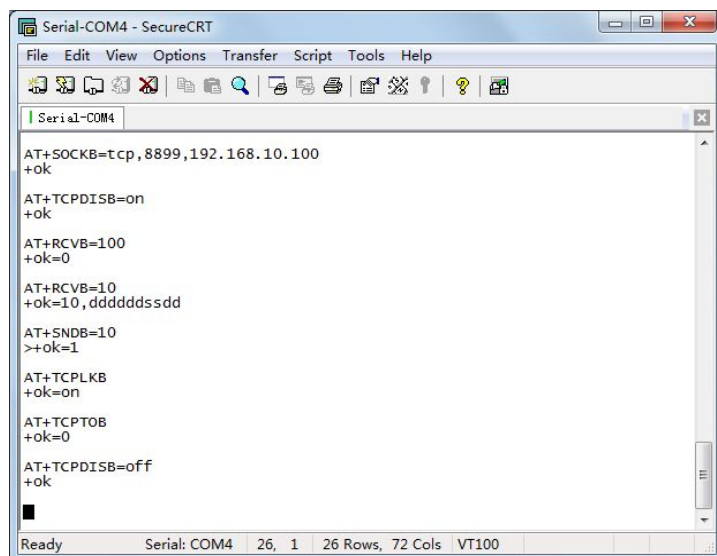 Serial-COM4 - SecureCRT
File Edit View Options Transfer Script Tools Help
Serial-COM4
AT+SOCKB=tcp,8899,192.168.10.100
+ok
AT+TCPDISB=on
+ok
AT+RCVB=100
+ok=0
AT+RCVB=10
+ok=10,ddddddssdd
AT+SNDB=10
>+ok=1
AT+TCPLKB
+ok=on
AT+TCPTOB
+ok=0
AT+TCPDISB=off
+ok
Ready Serial: COM4 26, 1 26 Rows, 72 Cols VT100